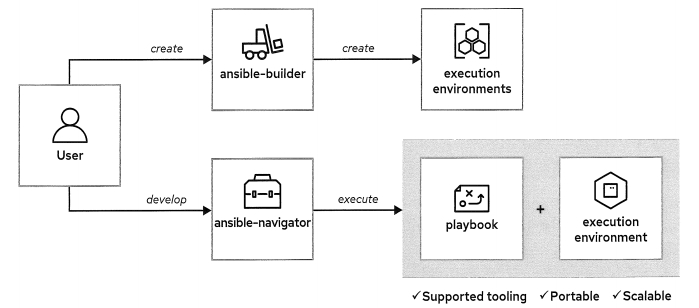 create
create
ansible-builder
execution
environments
User
develop
execute
ansible-navigator
playbook
+
execution
environment
✓Supported tooling ✓Portable ✓Scalable